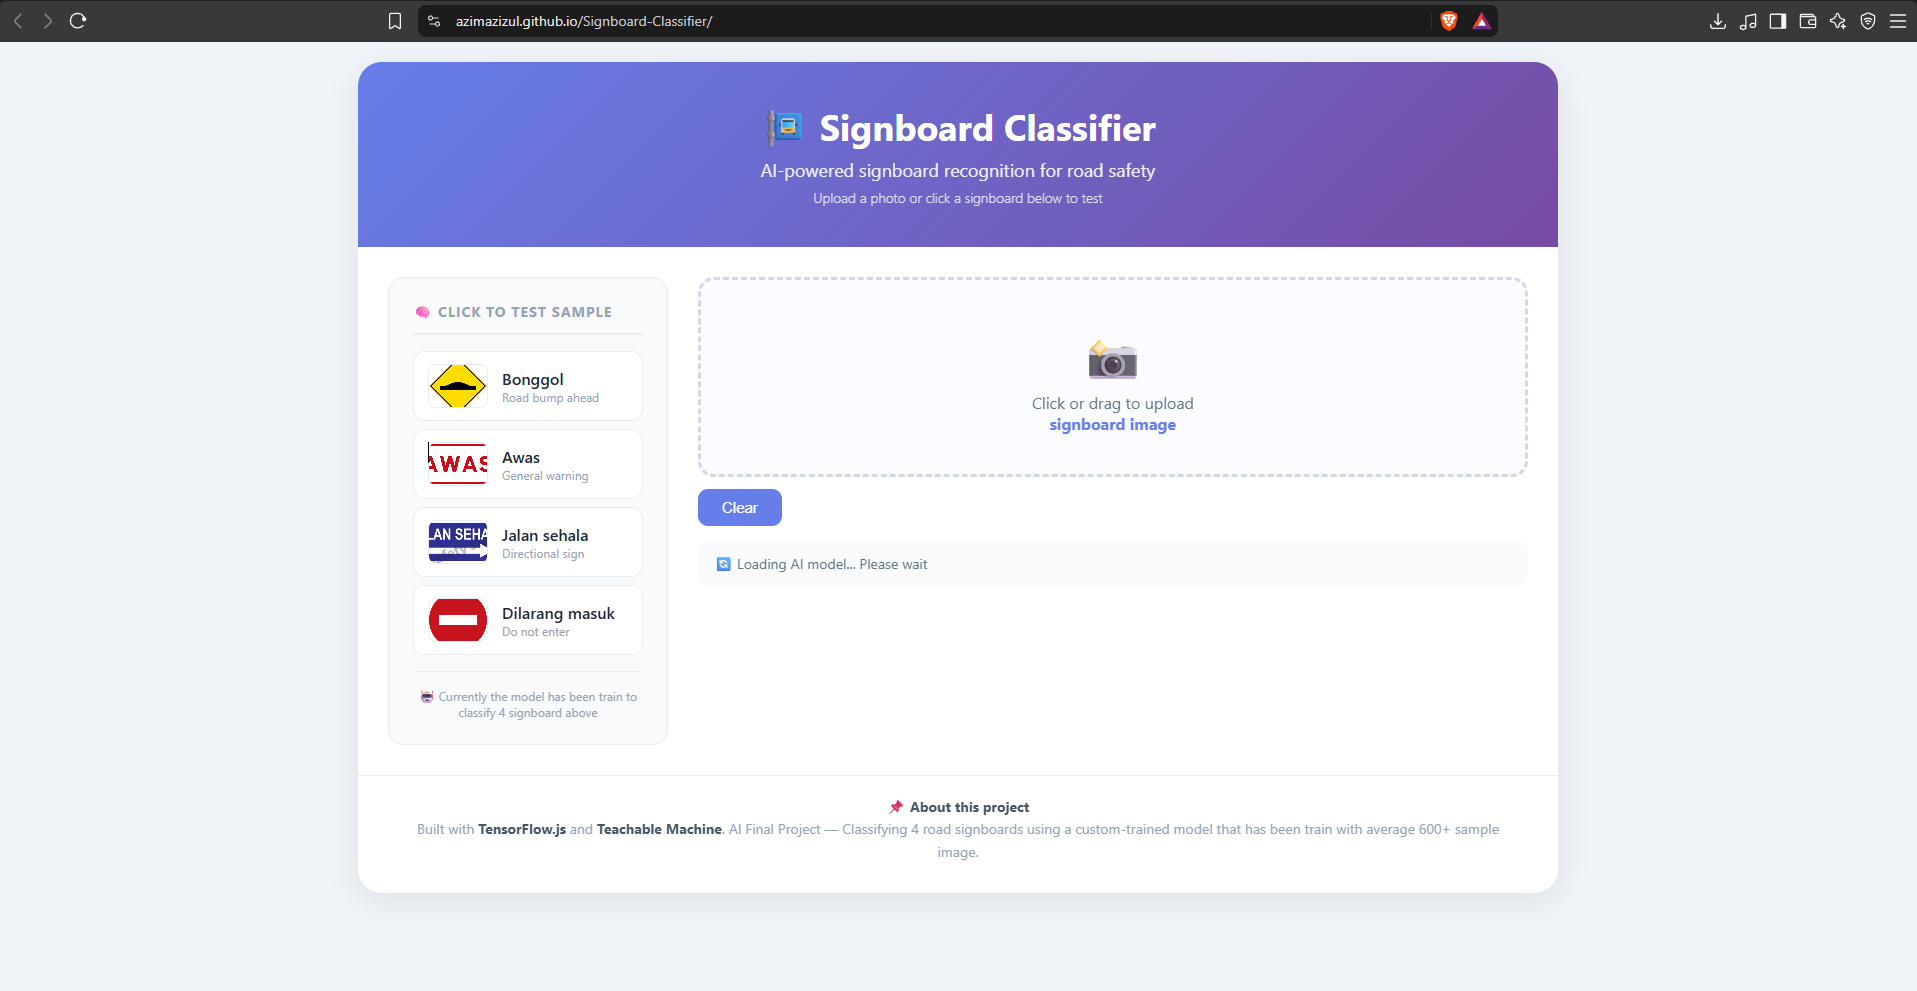 azimazizul.github.io/Signboard-Classifier/
Signboard Classifier
AI-powered signboard recognition for road safety
Upload a photo or click a signboard below to test
CLICK TO TEST SAMPLE
Bonggol
Road bump ahead
AWAS
Awas
General warning
LAN SEHA
Jalan sehala
Directional sign
Dilarang masuk
Do not enter
Currently the model has been train to
classify 4 signboard above
Click or drag to upload
signboard image
Clear
Loading AI model... Please wait
About this project
Built with TensorFlow.js and Teachable Machine. AI Final Project — Classifying 4 road signboards using a custom-trained model that has been train with average 600+ sample
image.